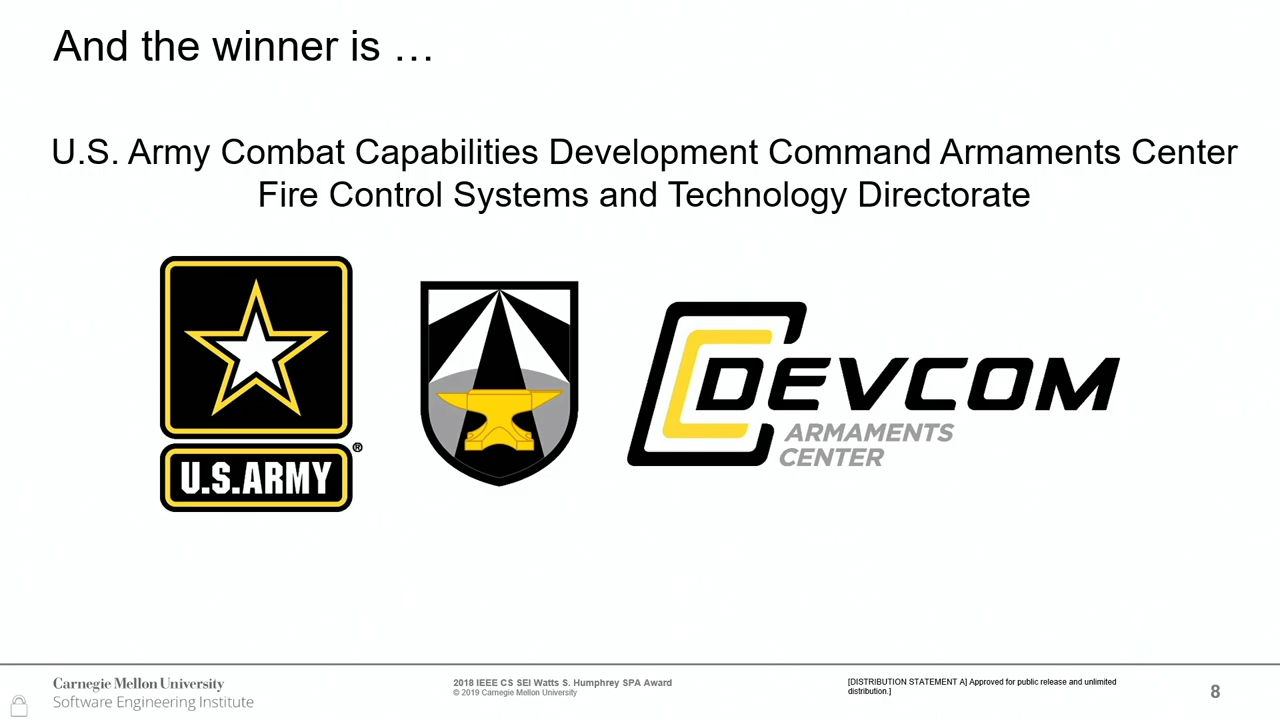 And the winner is …
U.S. Army Combat Capabilities Development Command Armaments Center
Fire Control Systems and Technology Directorate
U.S.ARMY
®
DEVCOM
ARMAMENTS
CENTER
Carnegie Mellon University
Software Engineering Institute
2018 IEEE CS SEI Watts S. Humphrey SPA Award
© 2019 Carnegie Mellon University
[DISTRIBUTION STATEMENT A] Approved for public release and unlimited
distribution.]
8